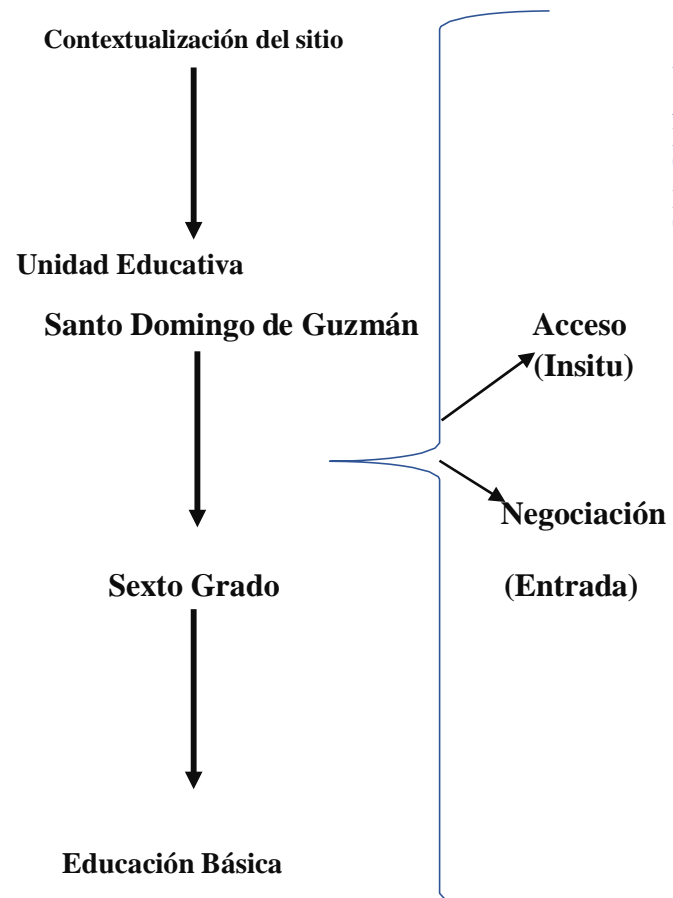 Contextualización del sitio
Unidad Educativa
Santo Domingo de Guzmán
Acceso
(Insitu)
Negociación
Sexto Grado
(Entrada)
Educación Básica